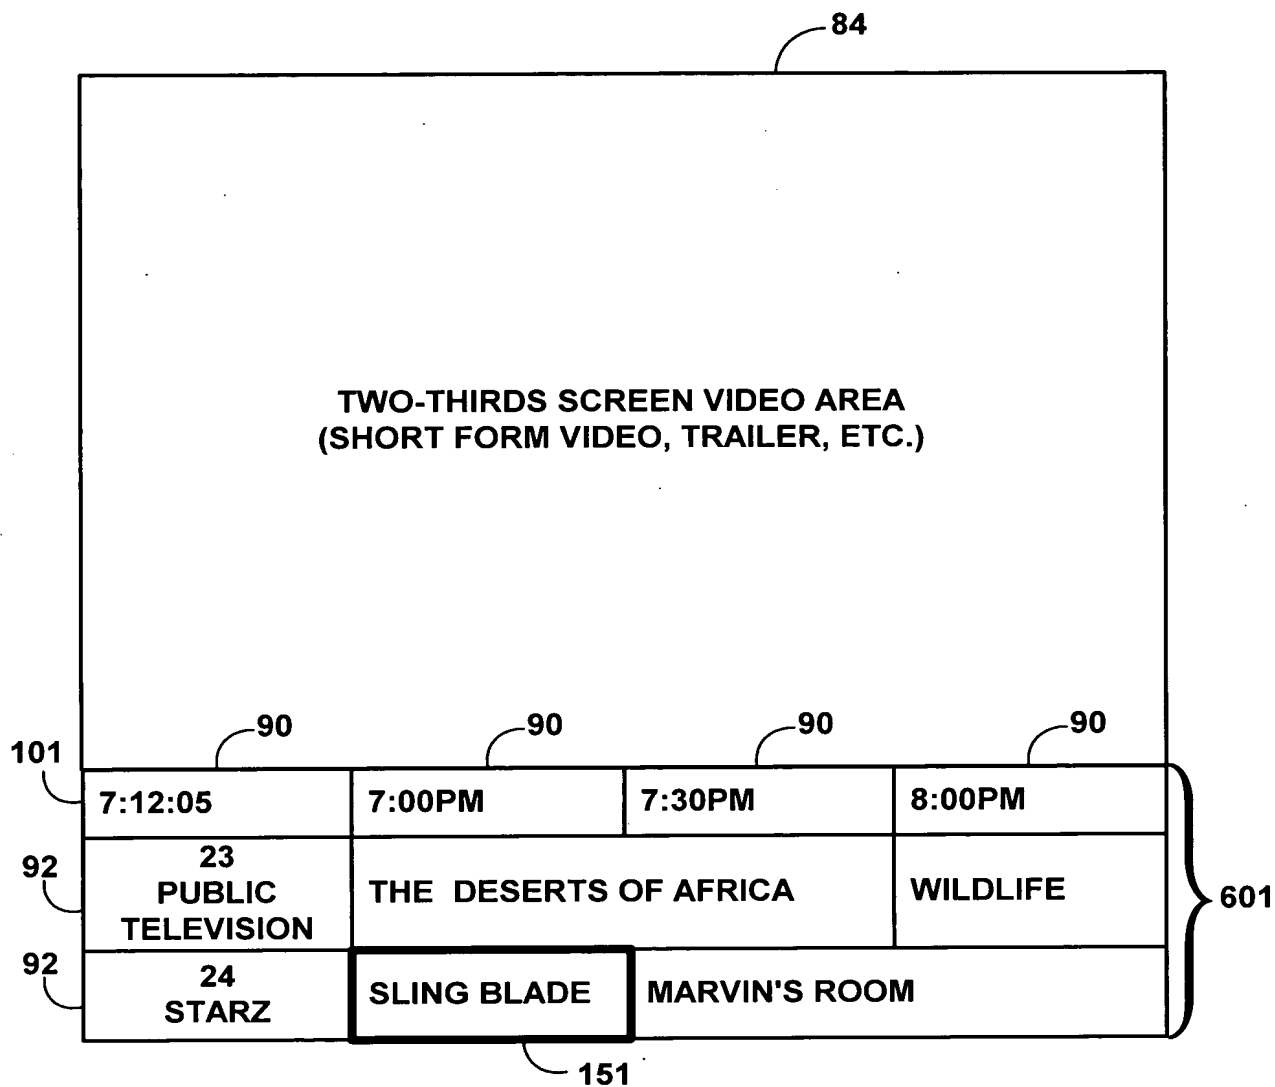 84
TWO-THIRDS SCREEN VIDEO AREA
(SHORT FORM VIDEO, TRAILER, ETC.)
90 90 90 90
101
7:12:05 7:00PM 7:30PM 8:00PM
92
23
PUBLIC
TELEVISION
THE DESERTS OF AFRICA
WILDLIFE
601
92
24
STARZ
SLING BLADE
MARVIN'S ROOM
151